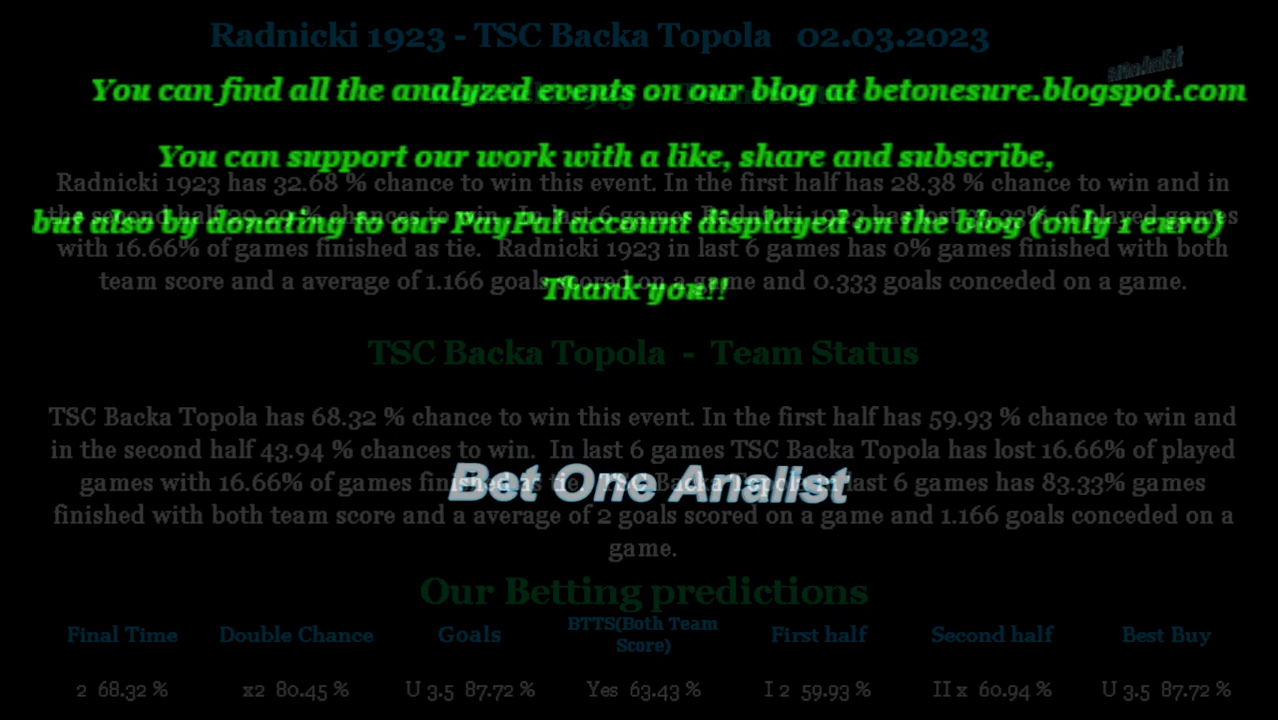 Radnicki 1923 - TSC Backa Topola 02.03.2023
You can find all the analyzed events on our blog at betonesure.blogspot.com
You can support our work with a like, share and subscribe,
Radnicki 1923 has 32.68 % chance to win this event. In the first half has 28.38 % chance to win and in
but also by donating to our PayPal account displayed on the blog (only 1 euro)
with 16.66% of games finished as tie. Radnicki 1923 in last 6 games has 0% games finished with both
team score and a average of 1.166 goals scored on a game and 0.333 goals conceded on a game.
Thank you!!
TSC Backa Topola - Team Status
TSC Backa Topola has 68.32 % chance to win this event. In the first half has 59.93 % chance to win and
in the second half 43.94 % chances to win. In last 6 games TSC Backa Topola has lost 16.66% of played
games with 16.66% of games finished as tie. TSC Backa Topola in last 6 games has 83.33% games
Bet One Analist
finished with both team score and a average of 2 goals scored on a game and 1.166 goals conceded on a
game.
Our Betting predictions
Final Time Double Chance Goals BTTS(Both Team Score) First half Second half Best Buy
2 68.32 % x2 80.45 % U 3.5 87.72 % Yes 63.43 % I 2 59.93 % II x 60.94 % U 3.5 87.72 %